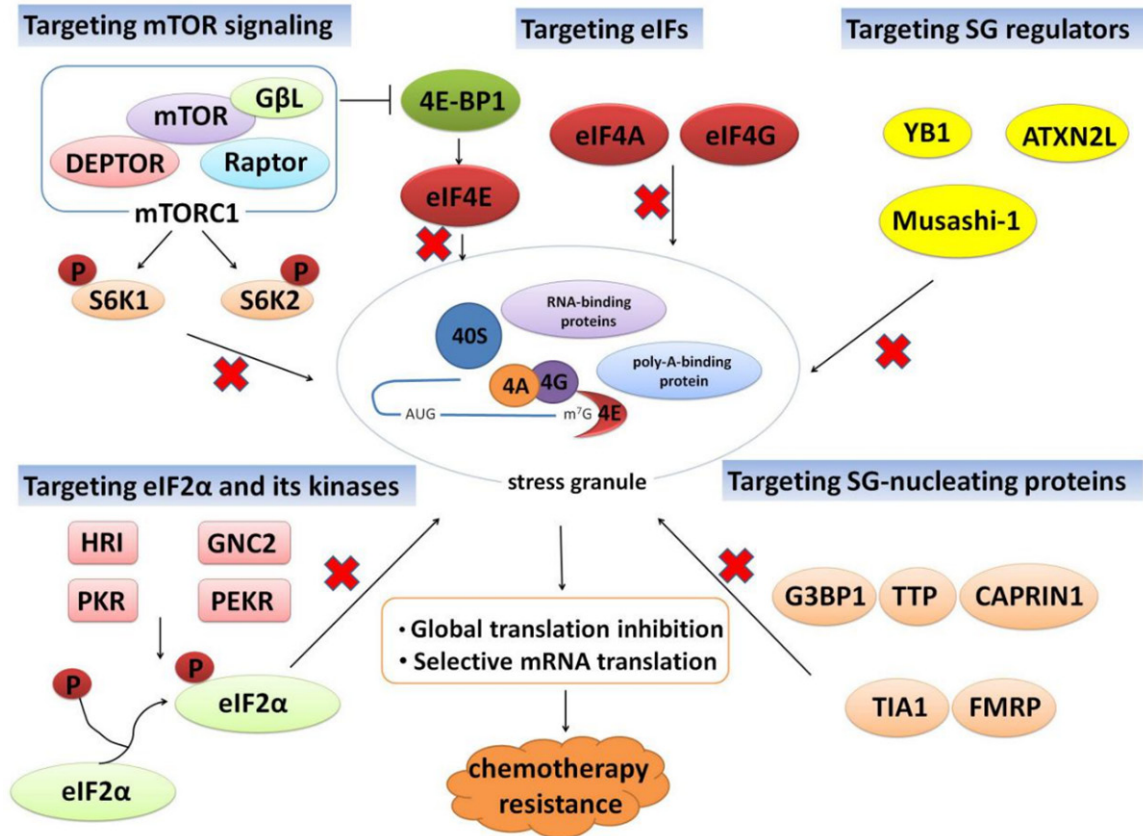 Targeting mTOR signaling
Targeting eIFs
Targeting SG regulators
GβL
mTOR
DEPTOR
Raptor
mTORC1
P
S6K1
P
S6K2
4E-BP1
eIF4E
eIF4A
eIF4G
YB1
ATXN2L
Musashi-1
RNA-binding
proteins
40S
poly-A-binding
protein
4A
4G
4E
AUG
m⁷G
stress granule
Targeting eIF2α and its kinases
HRI
GNC2
PKR
PEKR
P
P
eIF2α
eIF2α
Targeting SG-nucleating proteins
G3BP1
TTP
CAPRIN1
TIA1
FMRP
· Global translation inhibition
• Selective mRNA translation
chemotherapy
resistance